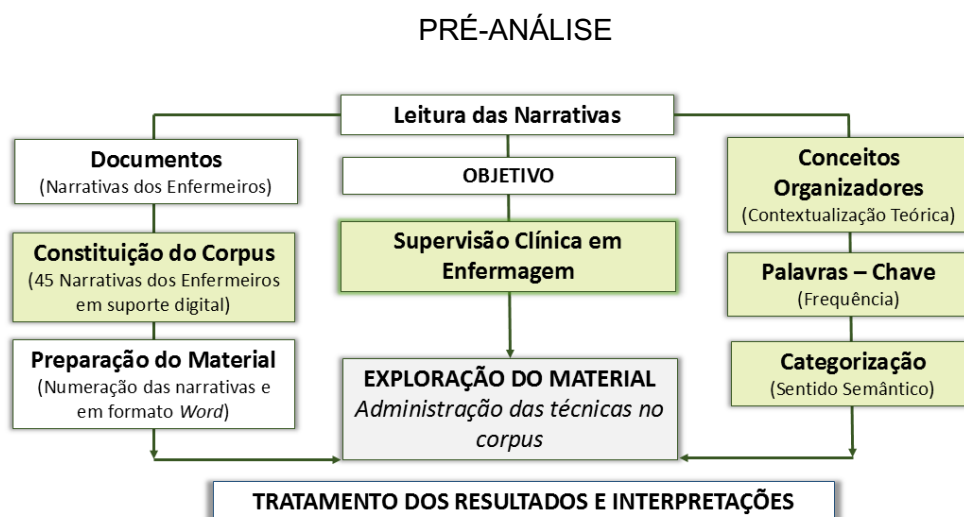 PRÉ-ANÁLISE
Leitura das Narrativas
Documentos
(Narrativas dos Enfermeiros)
Constituição do Corpus
(45 Narrativas dos Enfermeiros
em suporte digital)
Preparação do Material
(Numeração das narrativas e
em formato Word)
OBJETIVO
Supervisão Clínica em
Enfermagem
EXPLORAÇÃO DO MATERIAL
Administração das técnicas no
corpus
Conceitos
Organizadores
(Contextualização Teórica)
Palavras – Chave
(Frequência)
Categorização
(Sentido Semântico)
TRATAMENTO DOS RESULTADOS E INTERPRETAÇÕES